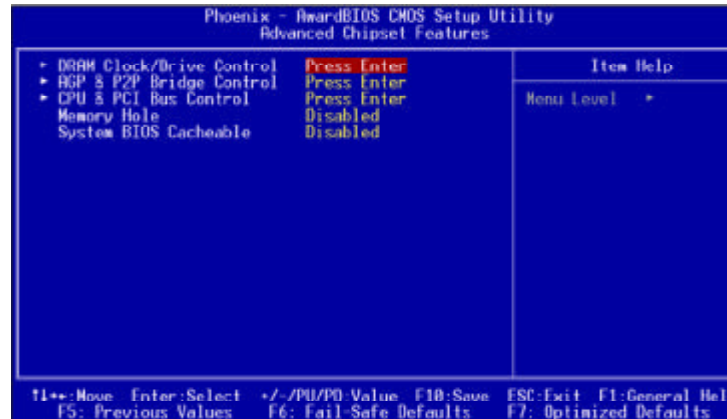 Phoenix - AwardBIOS CMOS Setup Utility
Advanced Chipset Features
► DRAM Clock/Drive Control Press Enter
► AGP & P2P Bridge Control Press Enter
► CPU & PCI Bus Control Press Enter
Memory Hole Disabled
System BIOS Cacheable Disabled
Item Help
Menu Level ►
↑↓→←:Move Enter:Select +/-/PU/PD:Value F10:Save ESC:Exit F1:General Hel
F5: Previous Values F6: Fail-Safe Defaults F7: Optimized Defaults